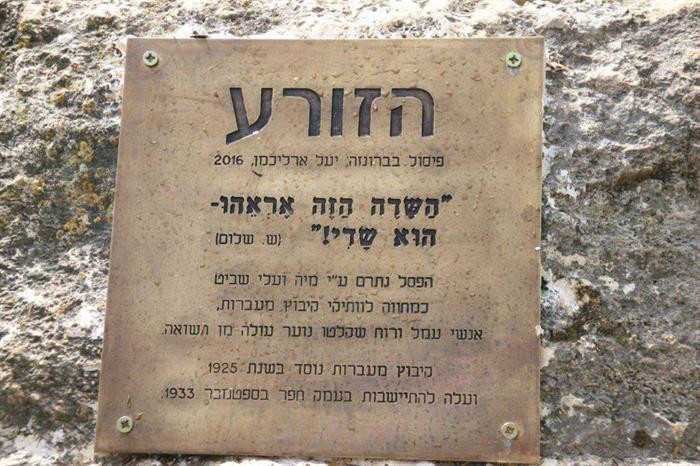 הזורע
פיסול בברונזה, יעל ארליכמן, 2016
"הַשָּׂדֶה הַזֶּה אֶרְאֵהוּ-
הוּא שָׂדִי!" (ש. שלום)
הפסל נתרם ע"י מיה ועלי שביט
כמחווה לוותיקי קיבוץ מעברות,
אנשי עמל ורוח שקלטו נוער עולה מן השואה.
קיבוץ מעברות נוסד בשנת 1925
ועלה להתיישבות בעמק חפר בספטמבר 1933.